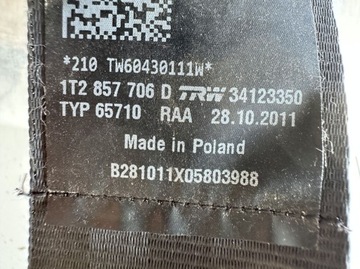 *210 TW60430111W*
1T2 857 706 D TRW 34123350
TYP 65710 RAA 28.10.2011
Made in Poland
B281011X05803988